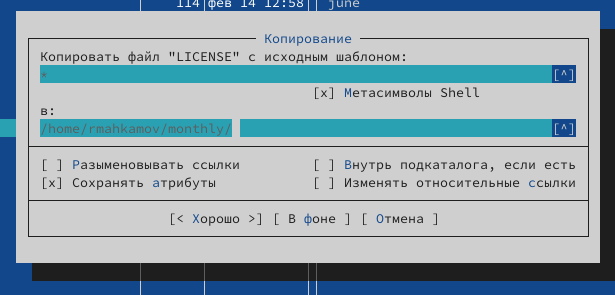 114 фев 14 12:58 june
Копирование
Копировать файл "LICENSE" с исходным шаблоном:
* [^]
[x] Метасимволы Shell
в:
/home/rmahkamov/monthly/ [^]
[ ] Разыменовывать ссылки [ ] Внутрь подкаталога, если есть
[x] Сохранять атрибуты [ ] Изменять относительные ссылки
[< Хорошо >] [ В фоне ] [ Отмена ]